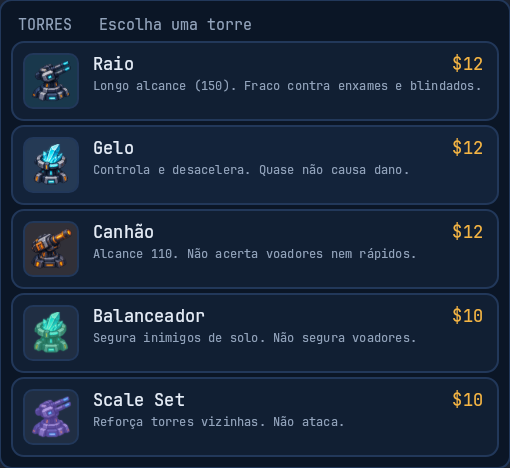 TORRES Escolha uma torre
Raio $12
Longo alcance (150). Fraco contra enxames e blindados.
Gelo $12
Controla e desacelera. Quase não causa dano.
Canhão $12
Alcance 110. Não acerta voadores nem rápidos.
Balanceador $10
Segura inimigos de solo. Não segura voadores.
Scale Set $10
Reforça torres vizinhas. Não ataca.